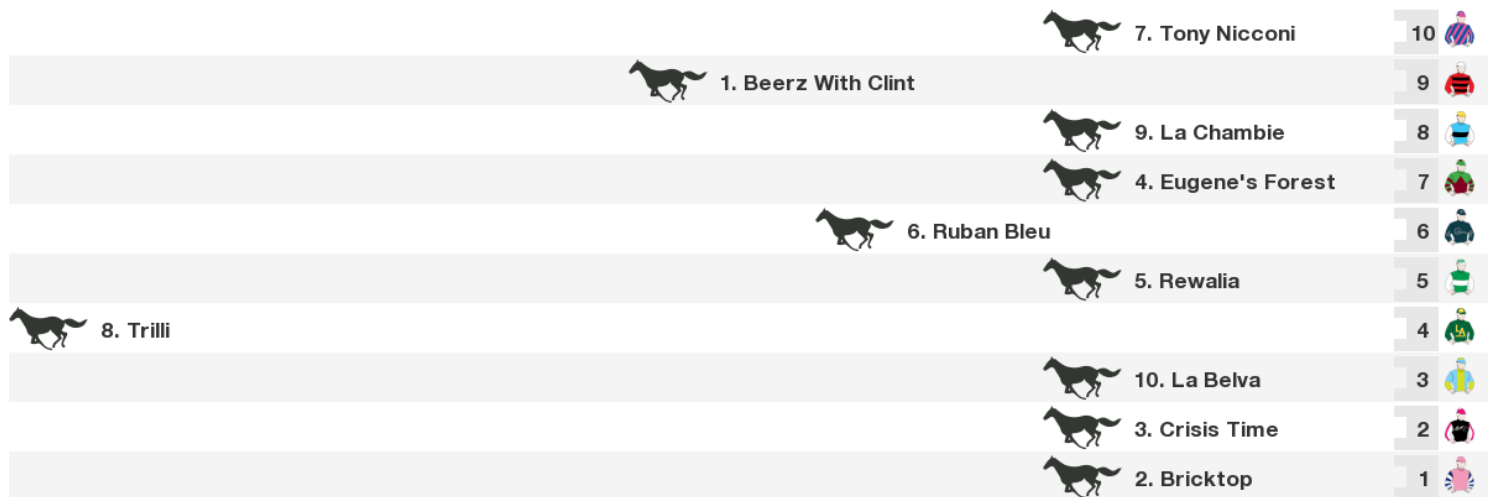 7. Tony Nicconi 10
1. Beerz With Clint 9
9. La Chambie 8
4. Eugene's Forest 7
6. Ruban Bleu 6
5. Rewalia 5
8. Trilli 4
10. La Belva 3
3. Crisis Time 2
2. Bricktop 1